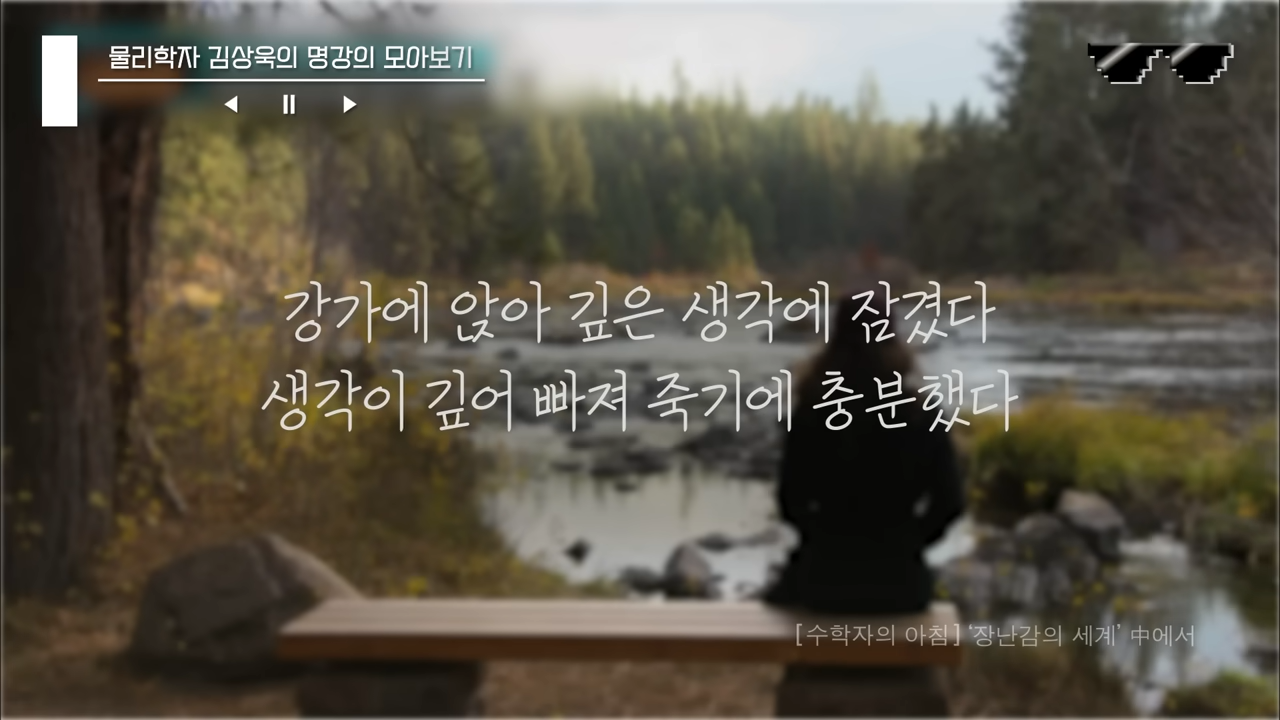 물리학자 김상욱의 명강의 모아보기
강가에 앉아 깊은 생각에 잠겼다
생각이 깊어 빠져 죽기에 충분했다
[수학자의 아침] ‘장난감의 세계’ 中에서